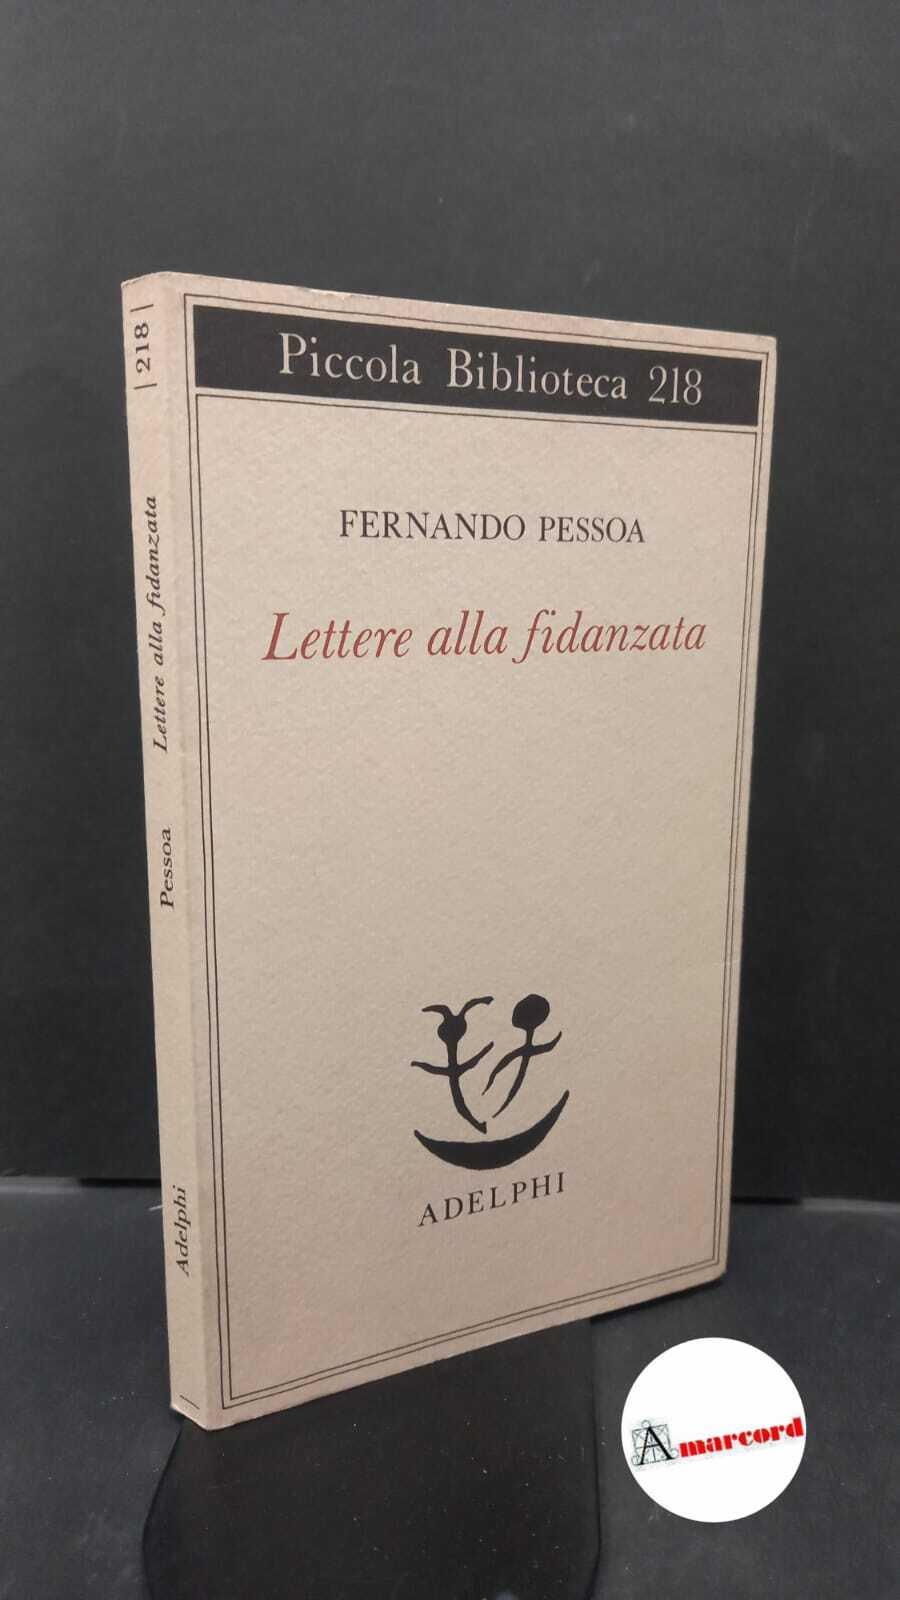 Piccola Biblioteca 218
FERNANDO PESSOA
Lettere alla fidanzata
ADELPHI
|218|
Lettere alla fidanzata
Pessoa
Adelphi
Amarcord